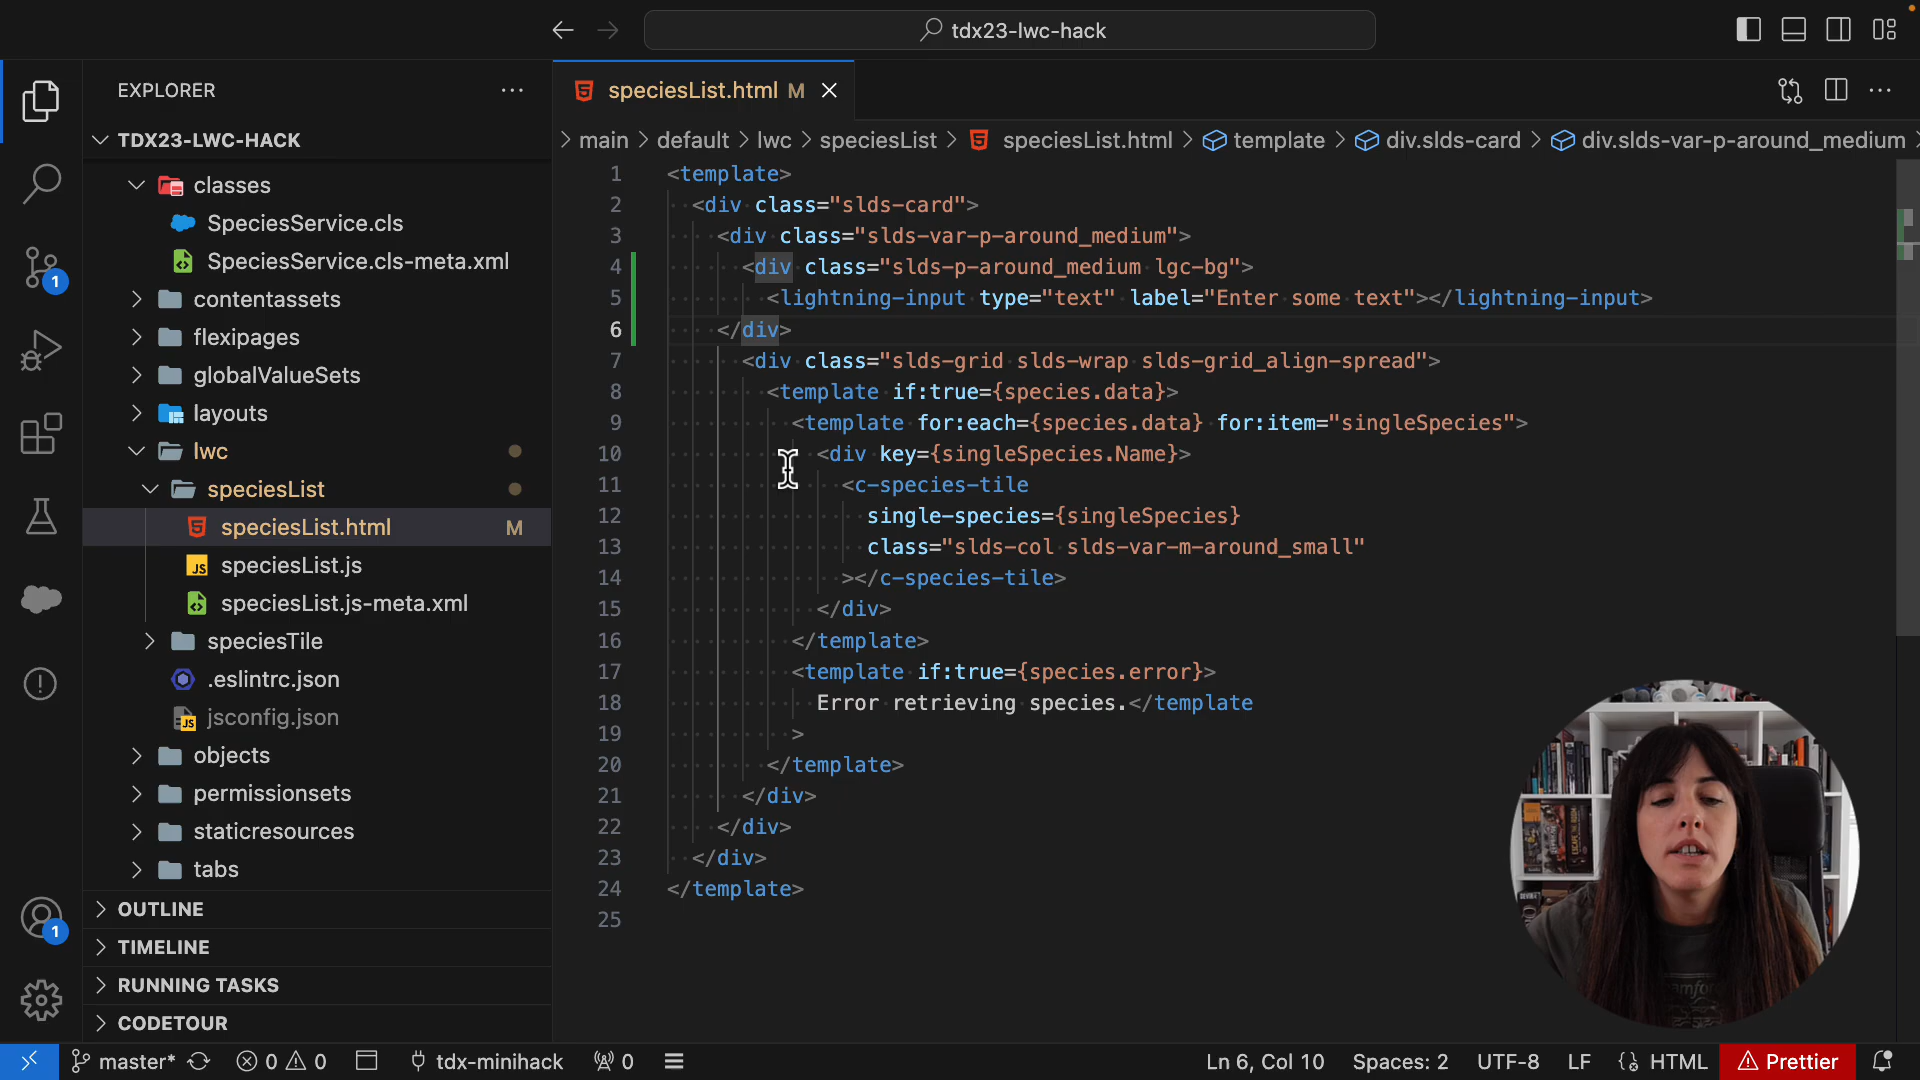 tdx23-lwc-hack
EXPLORER
speciesList.html M
TDX23-LWC-HACK
main default lwc speciesList speciesList.html template div.slds-card div.slds-var-p-around_medium
classes
SpeciesService.cls
SpeciesService.cls-meta.xml
contentassets
flexipages
globalValueSets
layouts
lwc
speciesList
speciesList.html M
speciesList.js
speciesList.js-meta.xml
speciesTile
.eslintrc.json
jsconfig.json
objects
permissionsets
staticresources
tabs
OUTLINE
TIMELINE
RUNNING TASKS
CODETOUR
1
1
1 <template>
2 <div class="slds-card">
3 <div class="slds-var-p-around_medium">
4 <div class="slds-p-around_medium lgc-bg">
5 <lightning-input type="text" label="Enter some text"></lightning-input>
6 </div>
7 <div class="slds-grid slds-wrap slds-grid_align-spread">
8 <template if:true={species.data}>
9 <template for:each={species.data} for:item="singleSpecies">
10 <div key={singleSpecies.Name}>
11 <c-species-tile
12 single-species={singleSpecies}
13 class="slds-col slds-var-m-around_small"
14 ></c-species-tile>
15 </div>
16 </template>
17 <template if:true={species.error}>
18 Error retrieving species.</template
19 >
20 </template>
21 </div>
22 </div>
23 </div>
24 </template>
25
master* 0 0 tdx-minihack 0 Ln 6, Col 10 Spaces: 2 UTF-8 LF HTML Prettier